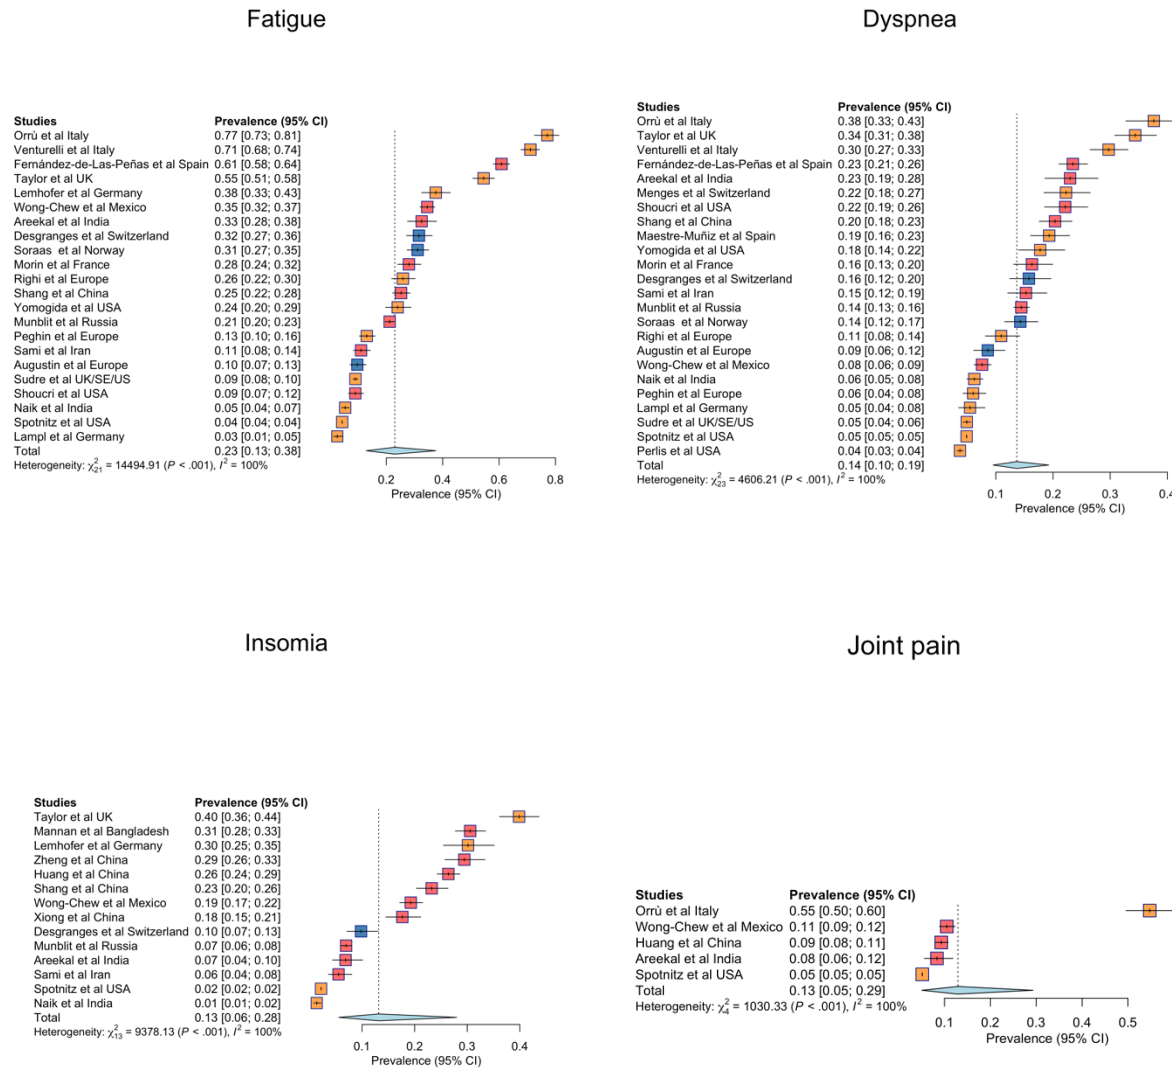 Fatigue
Studies Prevalence (95% CI)
Orrù et al Italy 0.77 [0.73; 0.81]
Venturelli et al Italy 0.71 [0.68; 0.74]
Fernández-de-Las-Peñas et al Spain 0.61 [0.58; 0.64]
Taylor et al UK 0.55 [0.51; 0.58]
Lemhofer et al Germany 0.38 [0.33; 0.43]
Wong-Chew et al Mexico 0.35 [0.32; 0.37]
Areekal et al India 0.33 [0.28; 0.38]
Desgranges et al Switzerland 0.32 [0.27; 0.36]
Soraas et al Norway 0.31 [0.27; 0.35]
Morin et al France 0.28 [0.24; 0.32]
Righi et al Europe 0.26 [0.22; 0.30]
Shang et al China 0.25 [0.22; 0.28]
Yomogida et al USA 0.24 [0.20; 0.29]
Munblit et al Russia 0.21 [0.20; 0.23]
Peghin et al Europe 0.13 [0.10; 0.16]
Sami et al Iran 0.11 [0.08; 0.14]
Augustin et al Europe 0.10 [0.07; 0.13]
Sudre et al UK/SE/US 0.09 [0.08; 0.10]
Shoucri et al USA 0.09 [0.07; 0.12]
Naik et al India 0.05 [0.04; 0.07]
Spotnitz et al USA 0.04 [0.04; 0.04]
Lampl et al Germany 0.03 [0.01; 0.05]
Total 0.23 [0.13; 0.38]
Heterogeneity: χ²₂₁ = 14494.91 (P < .001), I² = 100%
0.2 0.4 0.6 0.8
Prevalence (95% CI)
Dyspnea
Studies Prevalence (95% CI)
Orrù et al Italy 0.38 [0.33; 0.43]
Taylor et al UK 0.34 [0.31; 0.38]
Venturelli et al Italy 0.30 [0.27; 0.33]
Fernández-de-Las-Peñas et al Spain 0.23 [0.21; 0.26]
Areekal et al India 0.23 [0.19; 0.28]
Menges et al Switzerland 0.22 [0.18; 0.27]
Shoucri et al USA 0.22 [0.19; 0.26]
Shang et al China 0.20 [0.18; 0.23]
Maestre-Muñiz et al Spain 0.19 [0.16; 0.23]
Yomogida et al USA 0.18 [0.14; 0.22]
Morin et al France 0.16 [0.13; 0.20]
Desgranges et al Switzerland 0.16 [0.12; 0.20]
Sami et al Iran 0.15 [0.12; 0.19]
Munblit et al Russia 0.14 [0.13; 0.16]
Soraas et al Norway 0.14 [0.12; 0.17]
Righi et al Europe 0.11 [0.08; 0.14]
Augustin et al Europe 0.09 [0.06; 0.12]
Wong-Chew et al Mexico 0.08 [0.06; 0.09]
Naik et al India 0.06 [0.05; 0.08]
Peghin et al Europe 0.06 [0.04; 0.08]
Lampl et al Germany 0.05 [0.04; 0.08]
Sudre et al UK/SE/US 0.05 [0.04; 0.06]
Spotnitz et al USA 0.05 [0.05; 0.05]
Perlis et al USA 0.04 [0.03; 0.04]
Total 0.14 [0.10; 0.19]
Heterogeneity: χ²₂₃ = 4606.21 (P < .001), I² = 100%
0.1 0.2 0.3 0.4
Prevalence (95% CI)
Insomia
Studies Prevalence (95% CI)
Taylor et al UK 0.40 [0.36; 0.44]
Mannan et al Bangladesh 0.31 [0.28; 0.33]
Lemhofer et al Germany 0.30 [0.25; 0.35]
Zheng et al China 0.29 [0.26; 0.33]
Huang et al China 0.26 [0.24; 0.29]
Shang et al China 0.23 [0.20; 0.26]
Wong-Chew et al Mexico 0.19 [0.17; 0.22]
Xiong et al China 0.18 [0.15; 0.21]
Desgranges et al Switzerland 0.10 [0.07; 0.13]
Munblit et al Russia 0.07 [0.06; 0.08]
Areekal et al India 0.07 [0.04; 0.10]
Sami et al Iran 0.06 [0.04; 0.08]
Spotnitz et al USA 0.02 [0.02; 0.02]
Naik et al India 0.01 [0.01; 0.02]
Total 0.13 [0.06; 0.28]
Heterogeneity: χ²₁₃ = 9378.13 (P < .001), I² = 100%
0.1 0.2 0.3 0.4
Prevalence (95% CI)
Joint pain
Studies Prevalence (95% CI)
Orrù et al Italy 0.55 [0.50; 0.60]
Wong-Chew et al Mexico 0.11 [0.09; 0.12]
Huang et al China 0.09 [0.08; 0.11]
Areekal et al India 0.08 [0.06; 0.12]
Spotnitz et al USA 0.05 [0.05; 0.05]
Total 0.13 [0.05; 0.29]
Heterogeneity: χ²₄ = 1030.33 (P < .001), I² = 100%
0.1 0.2 0.3 0.4 0.5
Prevalence (95% CI)